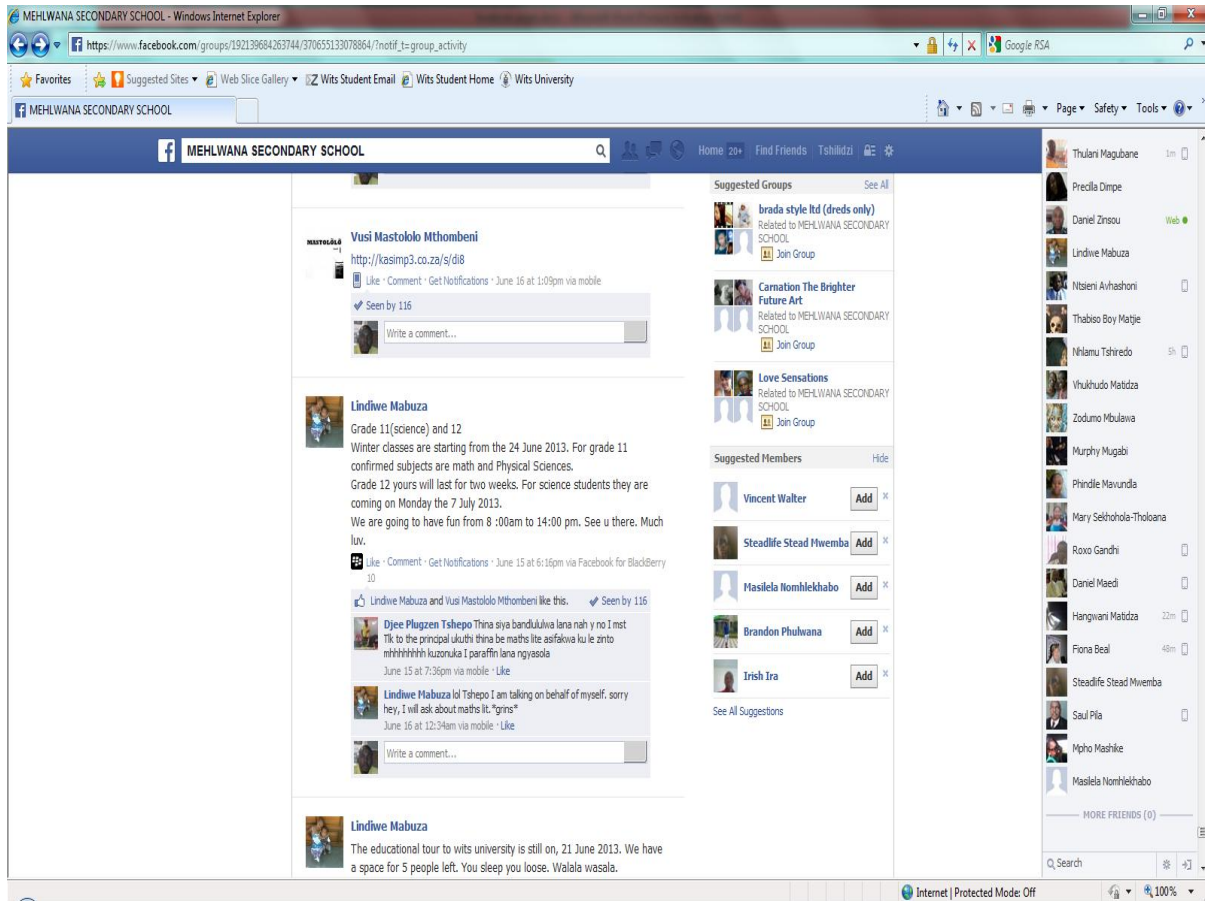 MEHLWANA SECONDARY SCHOOL - Windows Internet Explorer
https://www.facebook.com/groups/192139684263744/370655133078864/?notif_t=group_activity
Google RSA
Favorites
Suggested Sites
Web Slice Gallery
Wits Student Email
Wits Student Home
Wits University
MEHLWANA SECONDARY SCHOOL
Page
Safety
Tools
MEHLWANA SECONDARY SCHOOL
Home 20+
Find Friends
Tshilidzi
MASTOLOLO
Vusi Mastololo Mthombeni
http://kasimp3.co.za/s/di8
Like · Comment · Get Notifications · June 16 at 1:09pm via mobile
Seen by 116
Write a comment...
Lindiwe Mabuza
Grade 11(science) and 12
Winter classes are starting from the 24 June 2013. For grade 11
confirmed subjects are math and Physical Sciences.
Grade 12 yours will last for two weeks. For science students they are
coming on Monday the 7 July 2013.
We are going to have fun from 8 :00am to 14:00 pm. See u there. Much
luv.
Like · Comment · Get Notifications · June 15 at 6:16pm via Facebook for BlackBerry
10
Lindiwe Mabuza and Vusi Mastololo Mthombeni like this.
Seen by 116
Djee Plugzen Tshepo Thina siya bandlululwa lana nah y no I mst
Tlk to the principal ukuthi thina be maths lite asifakwa ku le zinto
mhhhhhhhh kuzonuka I paraffin lana ngyasola
June 15 at 7:36pm via mobile · Like
Lindiwe Mabuza lol Tshepo I am talking on behalf of myself. sorry
hey, I will ask about maths lit. *grins*
June 16 at 12:34am via mobile · Like
Write a comment...
Lindiwe Mabuza
The educational tour to wits university is still on, 21 June 2013. We have
a space for 5 people left. You sleep you loose. Walala wasala.
Suggested Groups
See All
brada style ltd (dreds only)
Related to MEHLWANA SECONDARY
SCHOOL
Join Group
Carnation The Brighter
Future Art
Related to MEHLWANA SECONDARY
SCHOOL
Join Group
Love Sensations
Related to MEHLWANA SECONDARY
SCHOOL
Join Group
Suggested Members
Hide
Vincent Walter
Add
Steadlife Stead Mwemba
Add
Masilela Nomhlekhabo
Add
Brandon Phulwana
Add
Irish Ira
Add
See All Suggestions
Thulani Magubane 1m
Precilla Dimpe
Daniel Zinsou Web
Lindiwe Mabuza
Ntsieni Avhashoni
Thabiso Boy Matjie
Nhlamu Tshiredo 5h
Vhukhudo Matidza
Zodumo Mbulawa
Murphy Mugabi
Phindile Mavundla
Mary Sekhohola-Tholoana
Roxo Gandhi
Daniel Maedi
Hangwani Matidza 22m
Fiona Beal 48m
Steadlife Stead Mwemba
Saul Pila
Mpho Mashike
Masilela Nomhlekhabo
MORE FRIENDS (0)
Search
Internet | Protected Mode: Off
100%